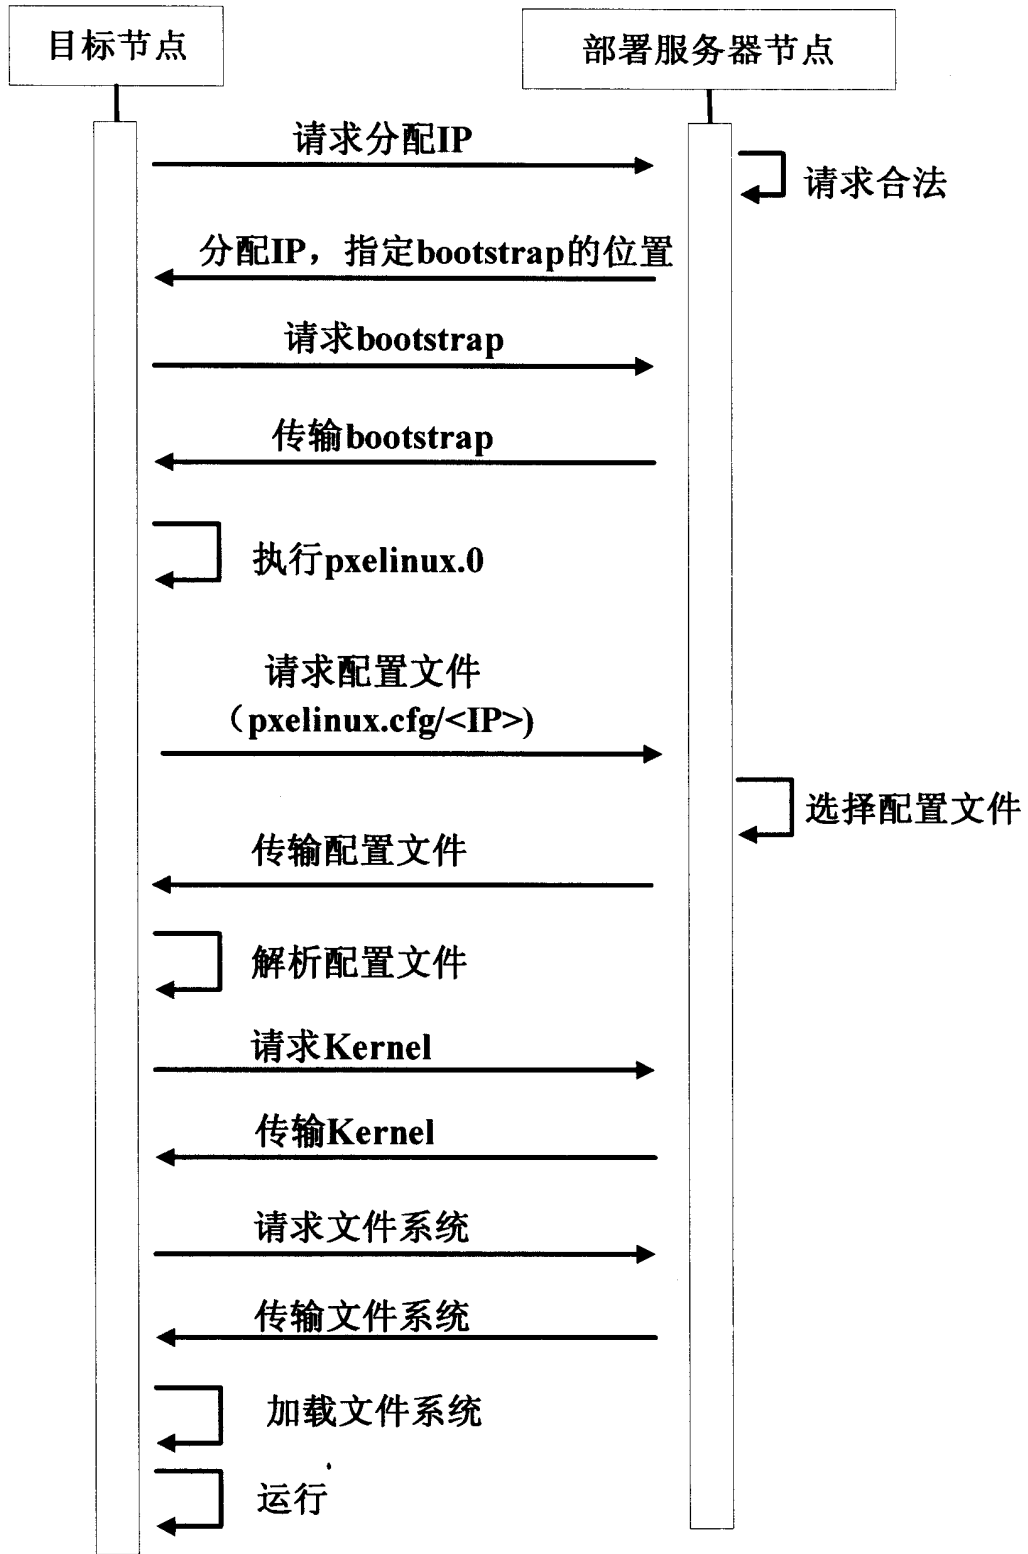 目标节点
部署服务器节点
请求分配IP
请求合法
分配IP，指定bootstrap的位置
请求bootstrap
传输bootstrap
执行pxelinux.0
请求配置文件
（pxelinux.cfg/<IP>)
选择配置文件
传输配置文件
解析配置文件
请求Kernel
传输Kernel
请求文件系统
传输文件系统
加载文件系统
运行